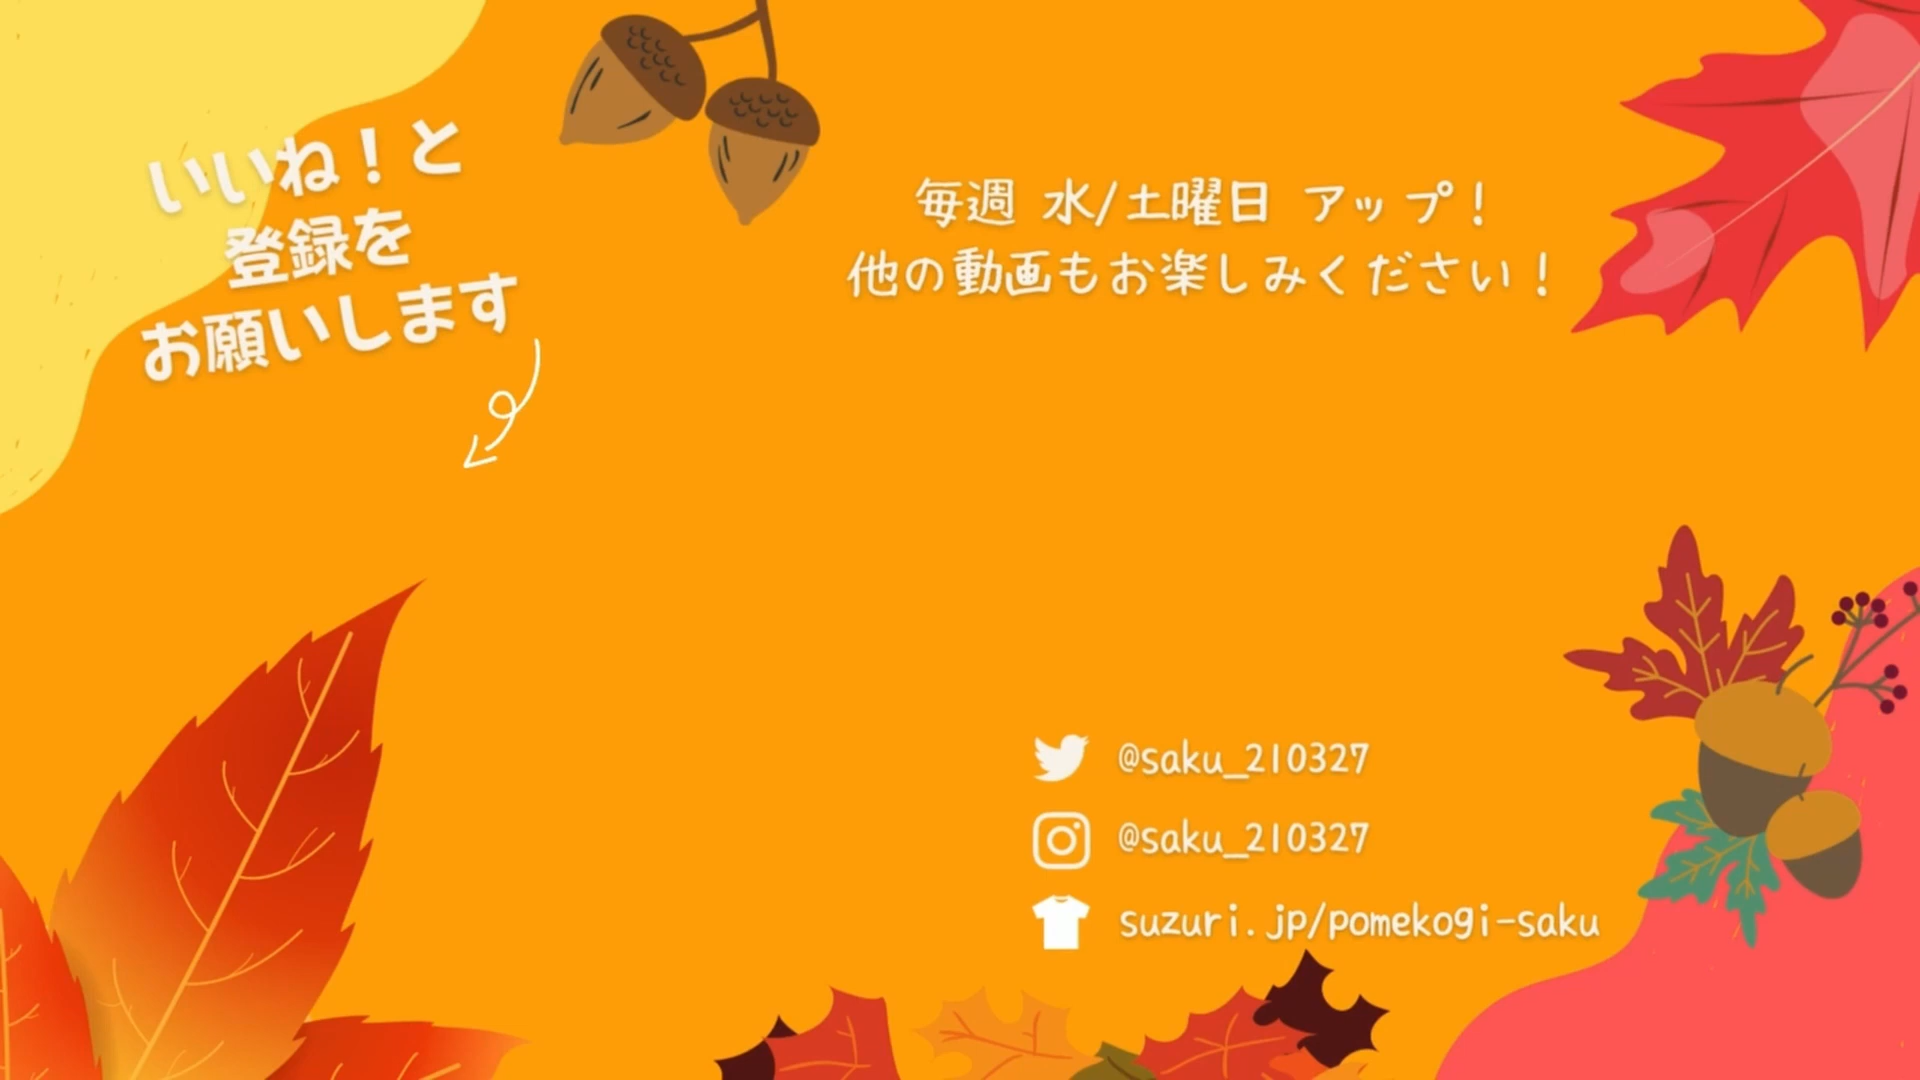 いいね！と
登録を
お願いします
毎週 水/土曜日 アップ！
他の動画もお楽しみください！
@saku_210327
@saku_210327
suzuri.jp/pomekogi-saku